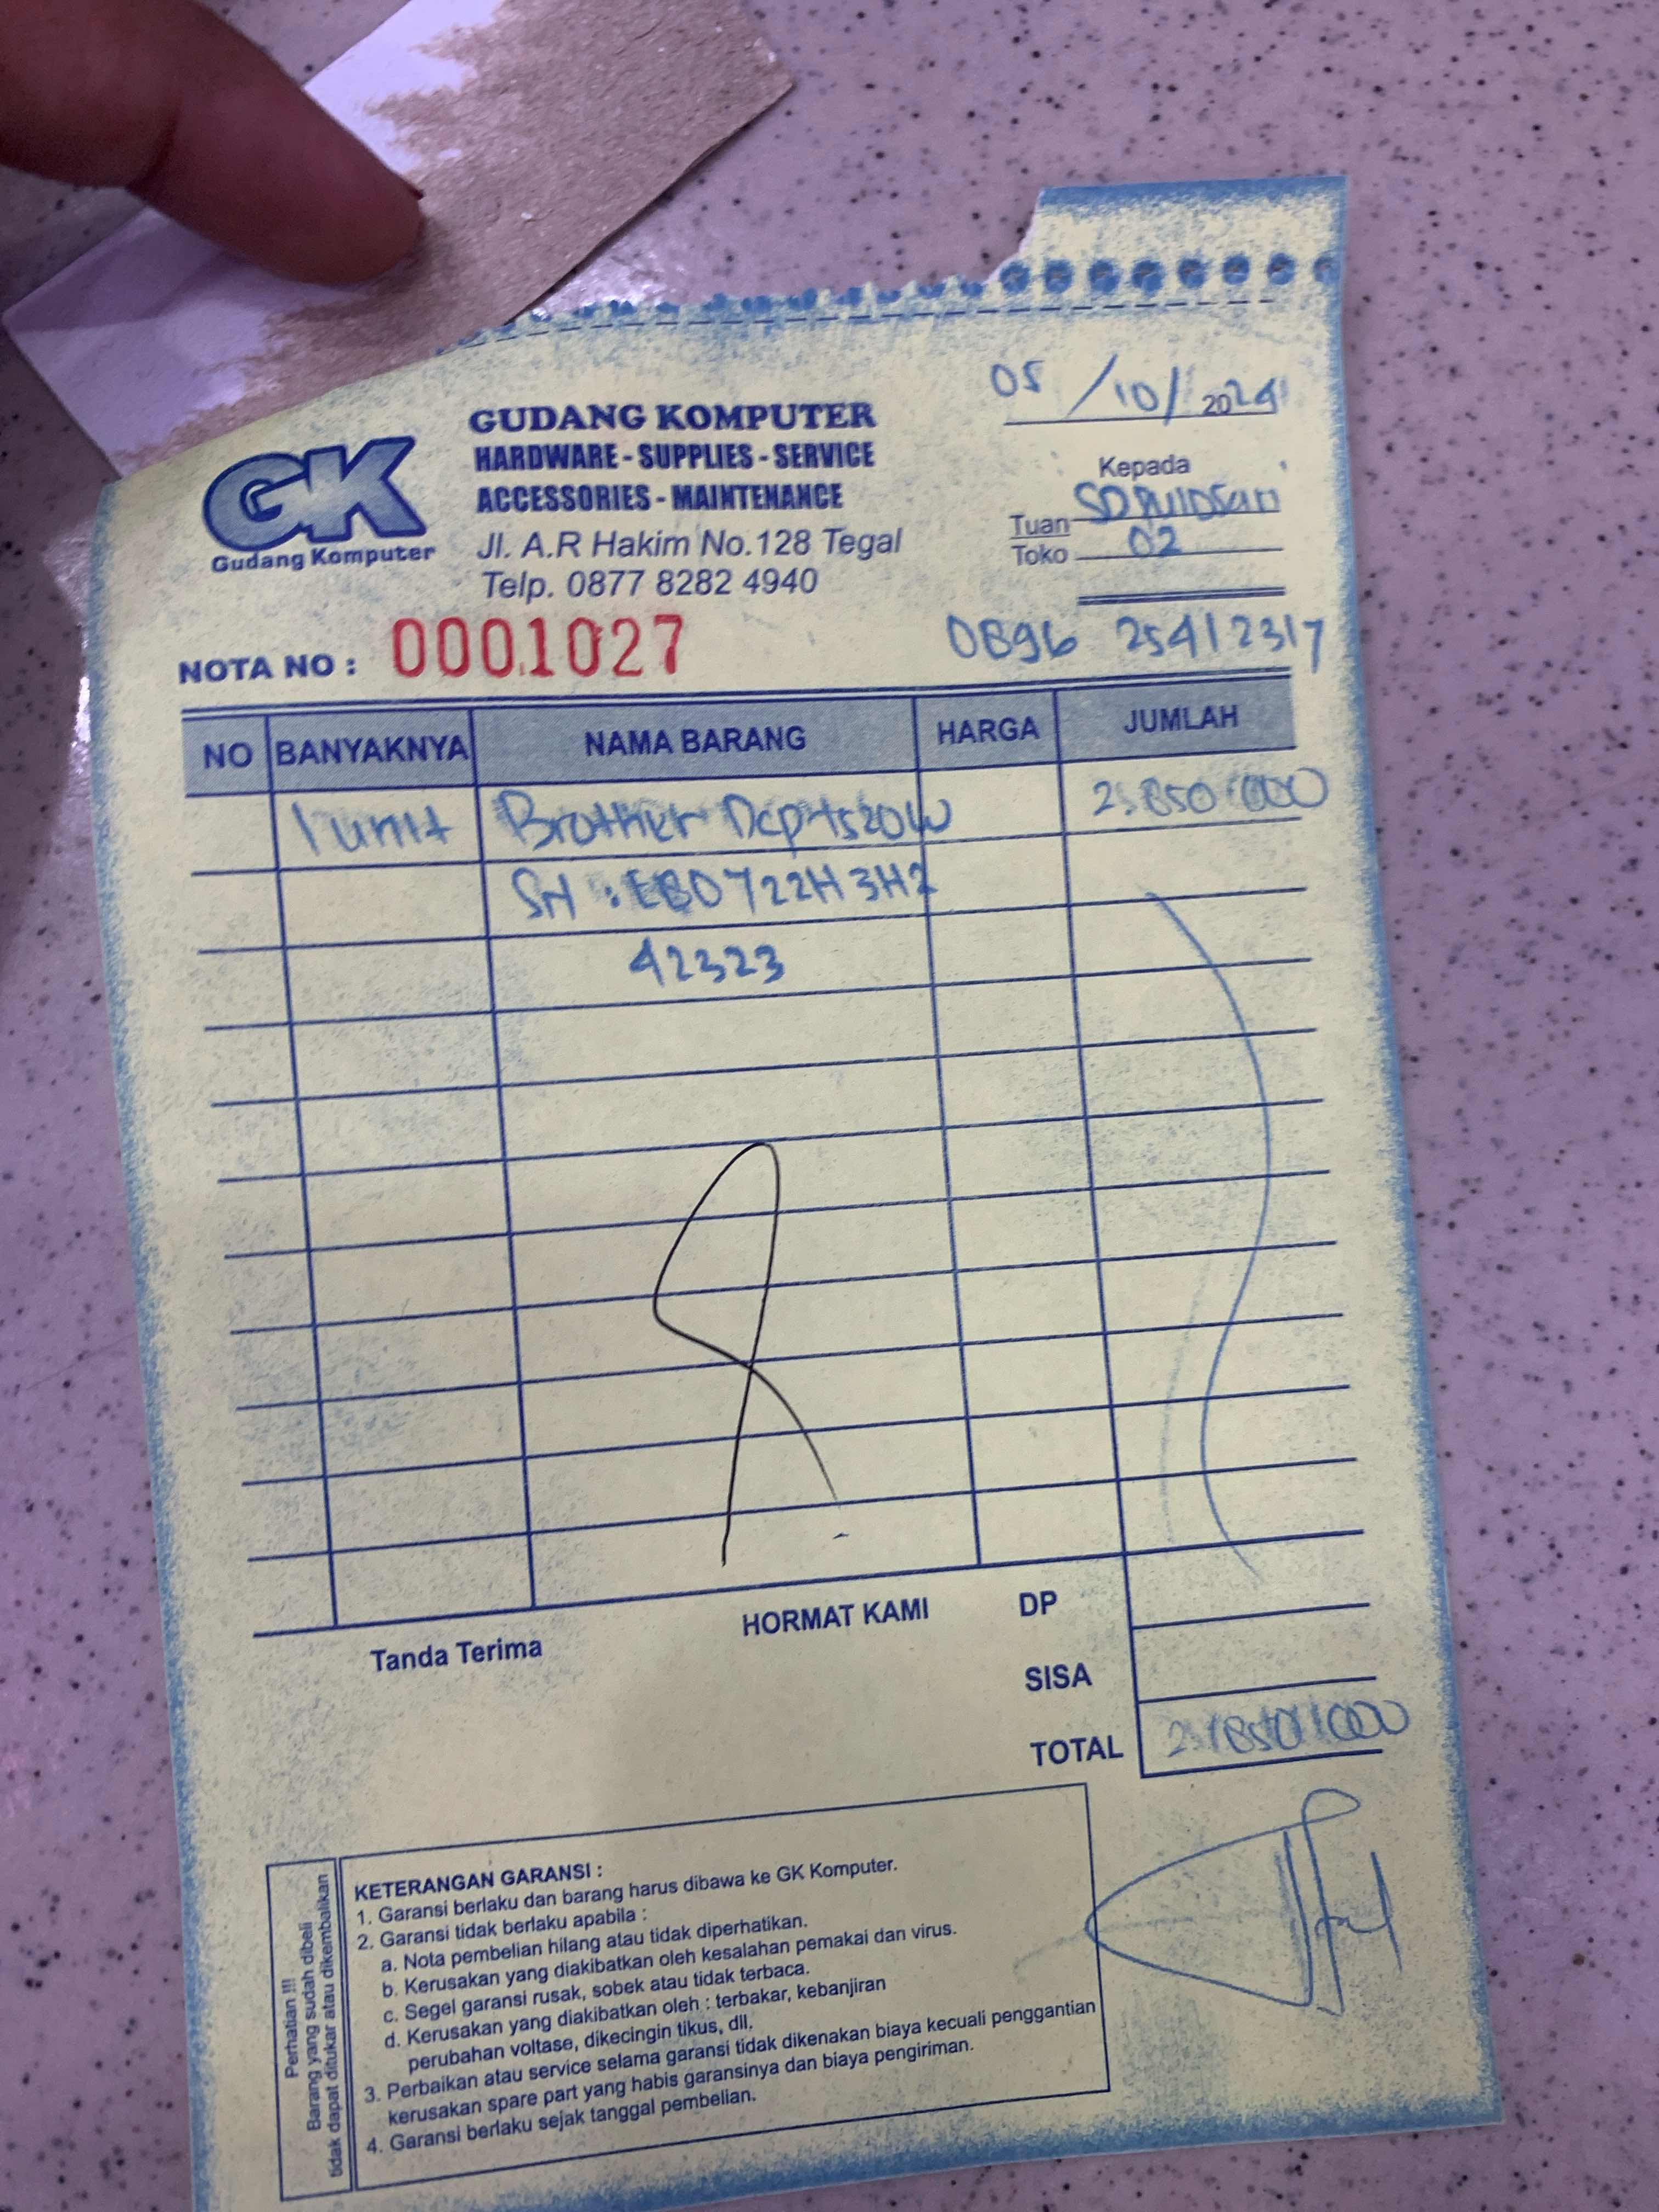 GUDANG KOMPUTER
HARDWARE - SUPPLIES - SERVICE
ACCESSORIES - MAINTENANCE
Jl. A.R Hakim No.128 Tegal
Telp. 0877 8282 4940
GK
Gudang Komputer
05 / 10 / 2024
Kepada
Tuan SD
Toko 02
NOTA NO : 0001027
0896 25412317
NO BANYAKNYA NAMA BARANG HARGA JUMLAH
1 unit Brother Dcp t520W 2.850.000
SN : EBD722H3H2
42323
Tanda Terima
HORMAT KAMI
DP
SISA
TOTAL 2.850.000
Perhatian !!!!
Barang yang sudah dibeli
tidak dapat ditukar atau dikembalikan
KETERANGAN GARANSI :
1. Garansi berlaku dan barang harus dibawa ke GK Komputer.
2. Garansi tidak berlaku apabila :
a. Nota pembelian hilang atau tidak diperhatikan.
b. Kerusakan yang diakibatkan oleh kesalahan pemakai dan virus.
c. Segel garansi rusak, sobek atau tidak terbaca.
d. Kerusakan yang diakibatkan oleh : terbakar, kebanjiran
perubahan voltase, dikecingin tikus, dll.
3. Perbaikan atau service selama garansi tidak dikenakan biaya kecuali penggantian
kerusakan spare part yang habis garansinya dan biaya pengiriman.
4. Garansi berlaku sejak tanggal pembelian.